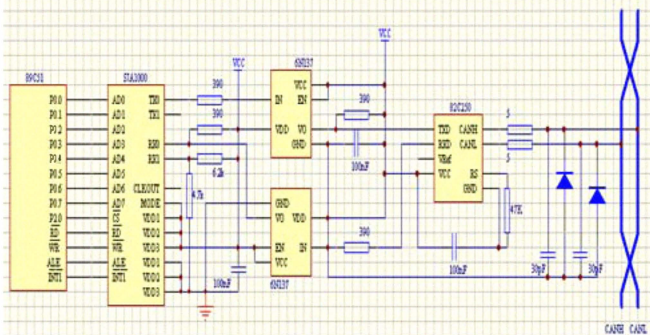 VCC
89C51
SJA1000
390
6N137
VCC
82C250
390
390
6.2k
4.7k
P0.0
P0.1
P1.2
P0.3
P1.4
P0.5
P0.6
P0.7
P2.0
RD
WR
ALE
INT1
AD0
AD1
AD2
AD3
AD4
AD5
AD6
AD7
CS
RD
WR
ALE
INT1
TX0
TX1
RX0
RX1
CLKOUT
MODE
VDD1
VDD2
VDD3
VDD1
VDD2
VDD3
IN
VDD
VCC
EN
VO
GND
100nF
GND
VO
VDD
EN
IN
VCC
6N137
100nF
390
TXD
RXD
VRef
VCC
CANH
CANL
RS
GND
5
5
47K
100nF
30pF
30pF
CANH CANL